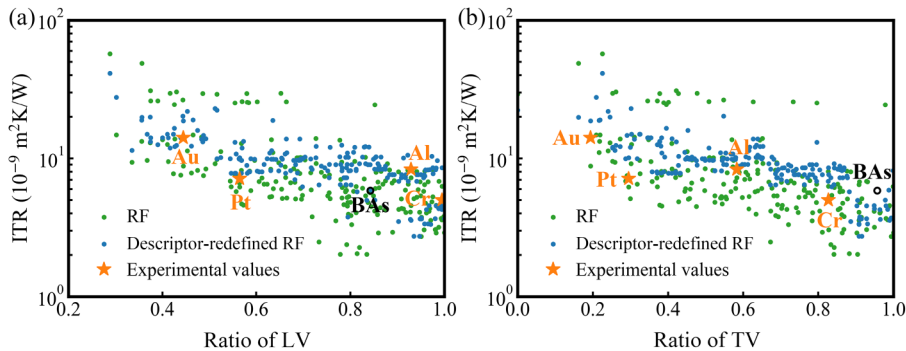 (a)
10²
10¹
10⁰
ITR (10⁻⁹ m²K/W)
Au
Pt
Al
Cr
BAs
RF
Descriptor-redefined RF
Experimental values
0.2 0.4 0.6 0.8 1.0
Ratio of LV
(b)
10²
10¹
10⁰
ITR (10⁻⁹ m²K/W)
Au
Pt
Al
BAs
Cr
RF
Descriptor-redefined RF
Experimental values
0.0 0.2 0.4 0.6 0.8 1.0
Ratio of TV